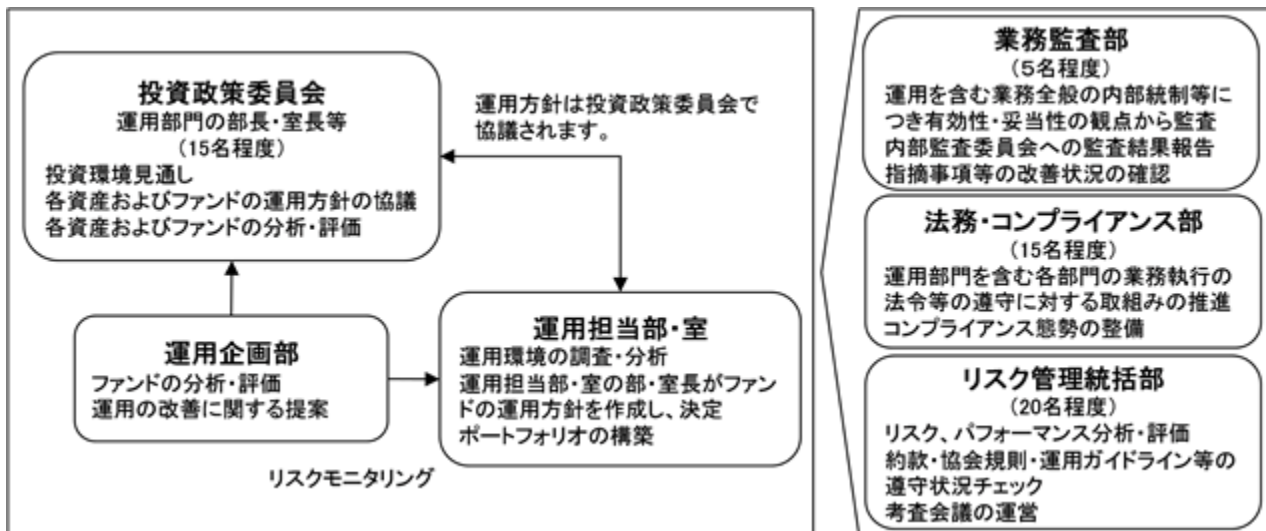 投資政策委員会
運用部門の部長・室長等
(15名程度)
投資環境見通し
各資産およびファンドの運用方針の協議
各資産およびファンドの分析・評価
運用方針は投資政策委員会で
協議されます。
運用企画部
ファンドの分析・評価
運用の改善に関する提案
運用担当部・室
運用環境の調査・分析
運用担当部・室の部・室長がファン
ドの運用方針を作成し、決定
ポートフォリオの構築
リスクモニタリング
業務監査部
(5名程度)
運用を含む業務全般の内部統制等に
つき有効性・妥当性の観点から監査
内部監査委員会への監査結果報告
指摘事項等の改善状況の確認
法務・コンプライアンス部
(15名程度)
運用部門を含む各部門の業務執行の
法令等の遵守に対する取組みの推進
コンプライアンス態勢の整備
リスク管理統括部
(20名程度)
リスク、パフォーマンス分析・評価
約款・協会規則・運用ガイドライン等の
遵守状況チェック
考査会議の運営